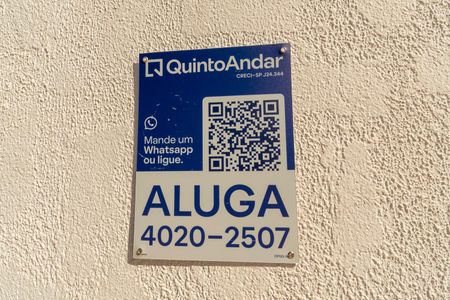 QuintoAndar
CRECI-SP J24.344
Mande um
Whatsapp
ou ligue.
ALUGA
4020-2507